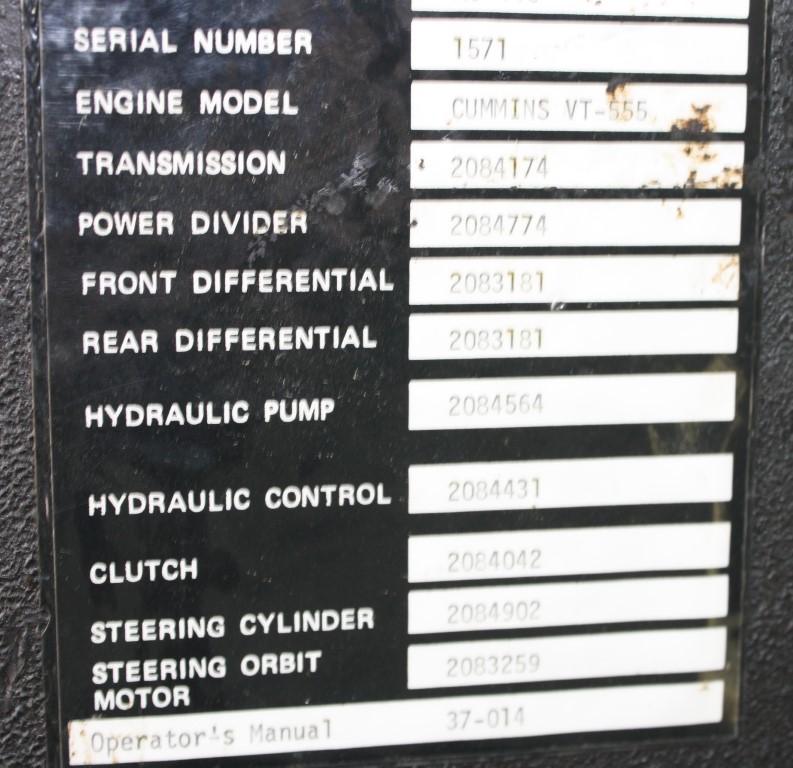 SERIAL NUMBER 1571
ENGINE MODEL CUMMINS VT-555
TRANSMISSION 2084174
POWER DIVIDER 2084774
FRONT DIFFERENTIAL 2083181
REAR DIFFERENTIAL 2083181
HYDRAULIC PUMP 2084564
HYDRAULIC CONTROL 2084431
CLUTCH 2084042
STEERING CYLINDER 2084902
STEERING ORBIT 2083259
MOTOR
Operator's Manual 37-014